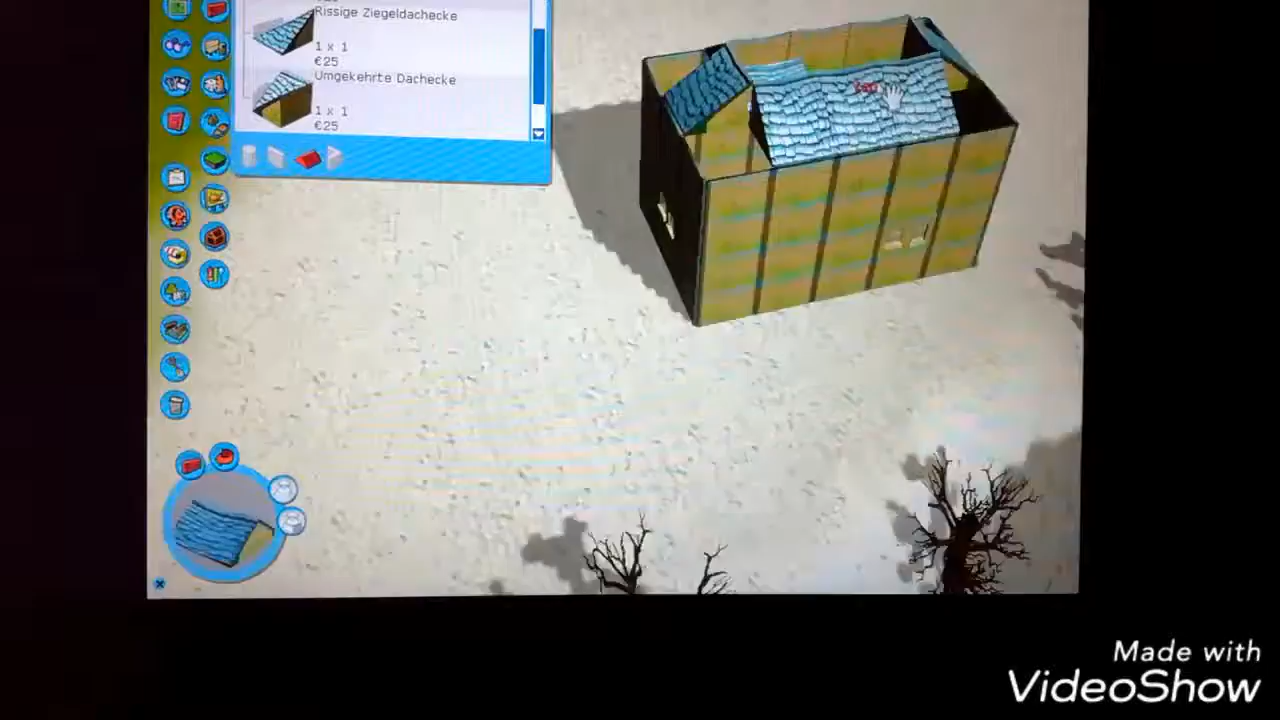 Rissige Ziegeldachecke
1 x 1
€25
Umgekehrte Dachecke
1 x 1
€25
Made with
VideoShow